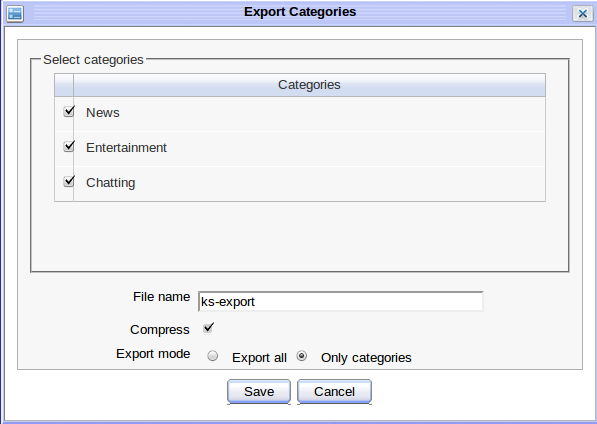 Export Categories
Select categories
Categories
News
Entertainment
Chatting
File name ks-export
Compress
Export mode Export all Only categories
Save Cancel